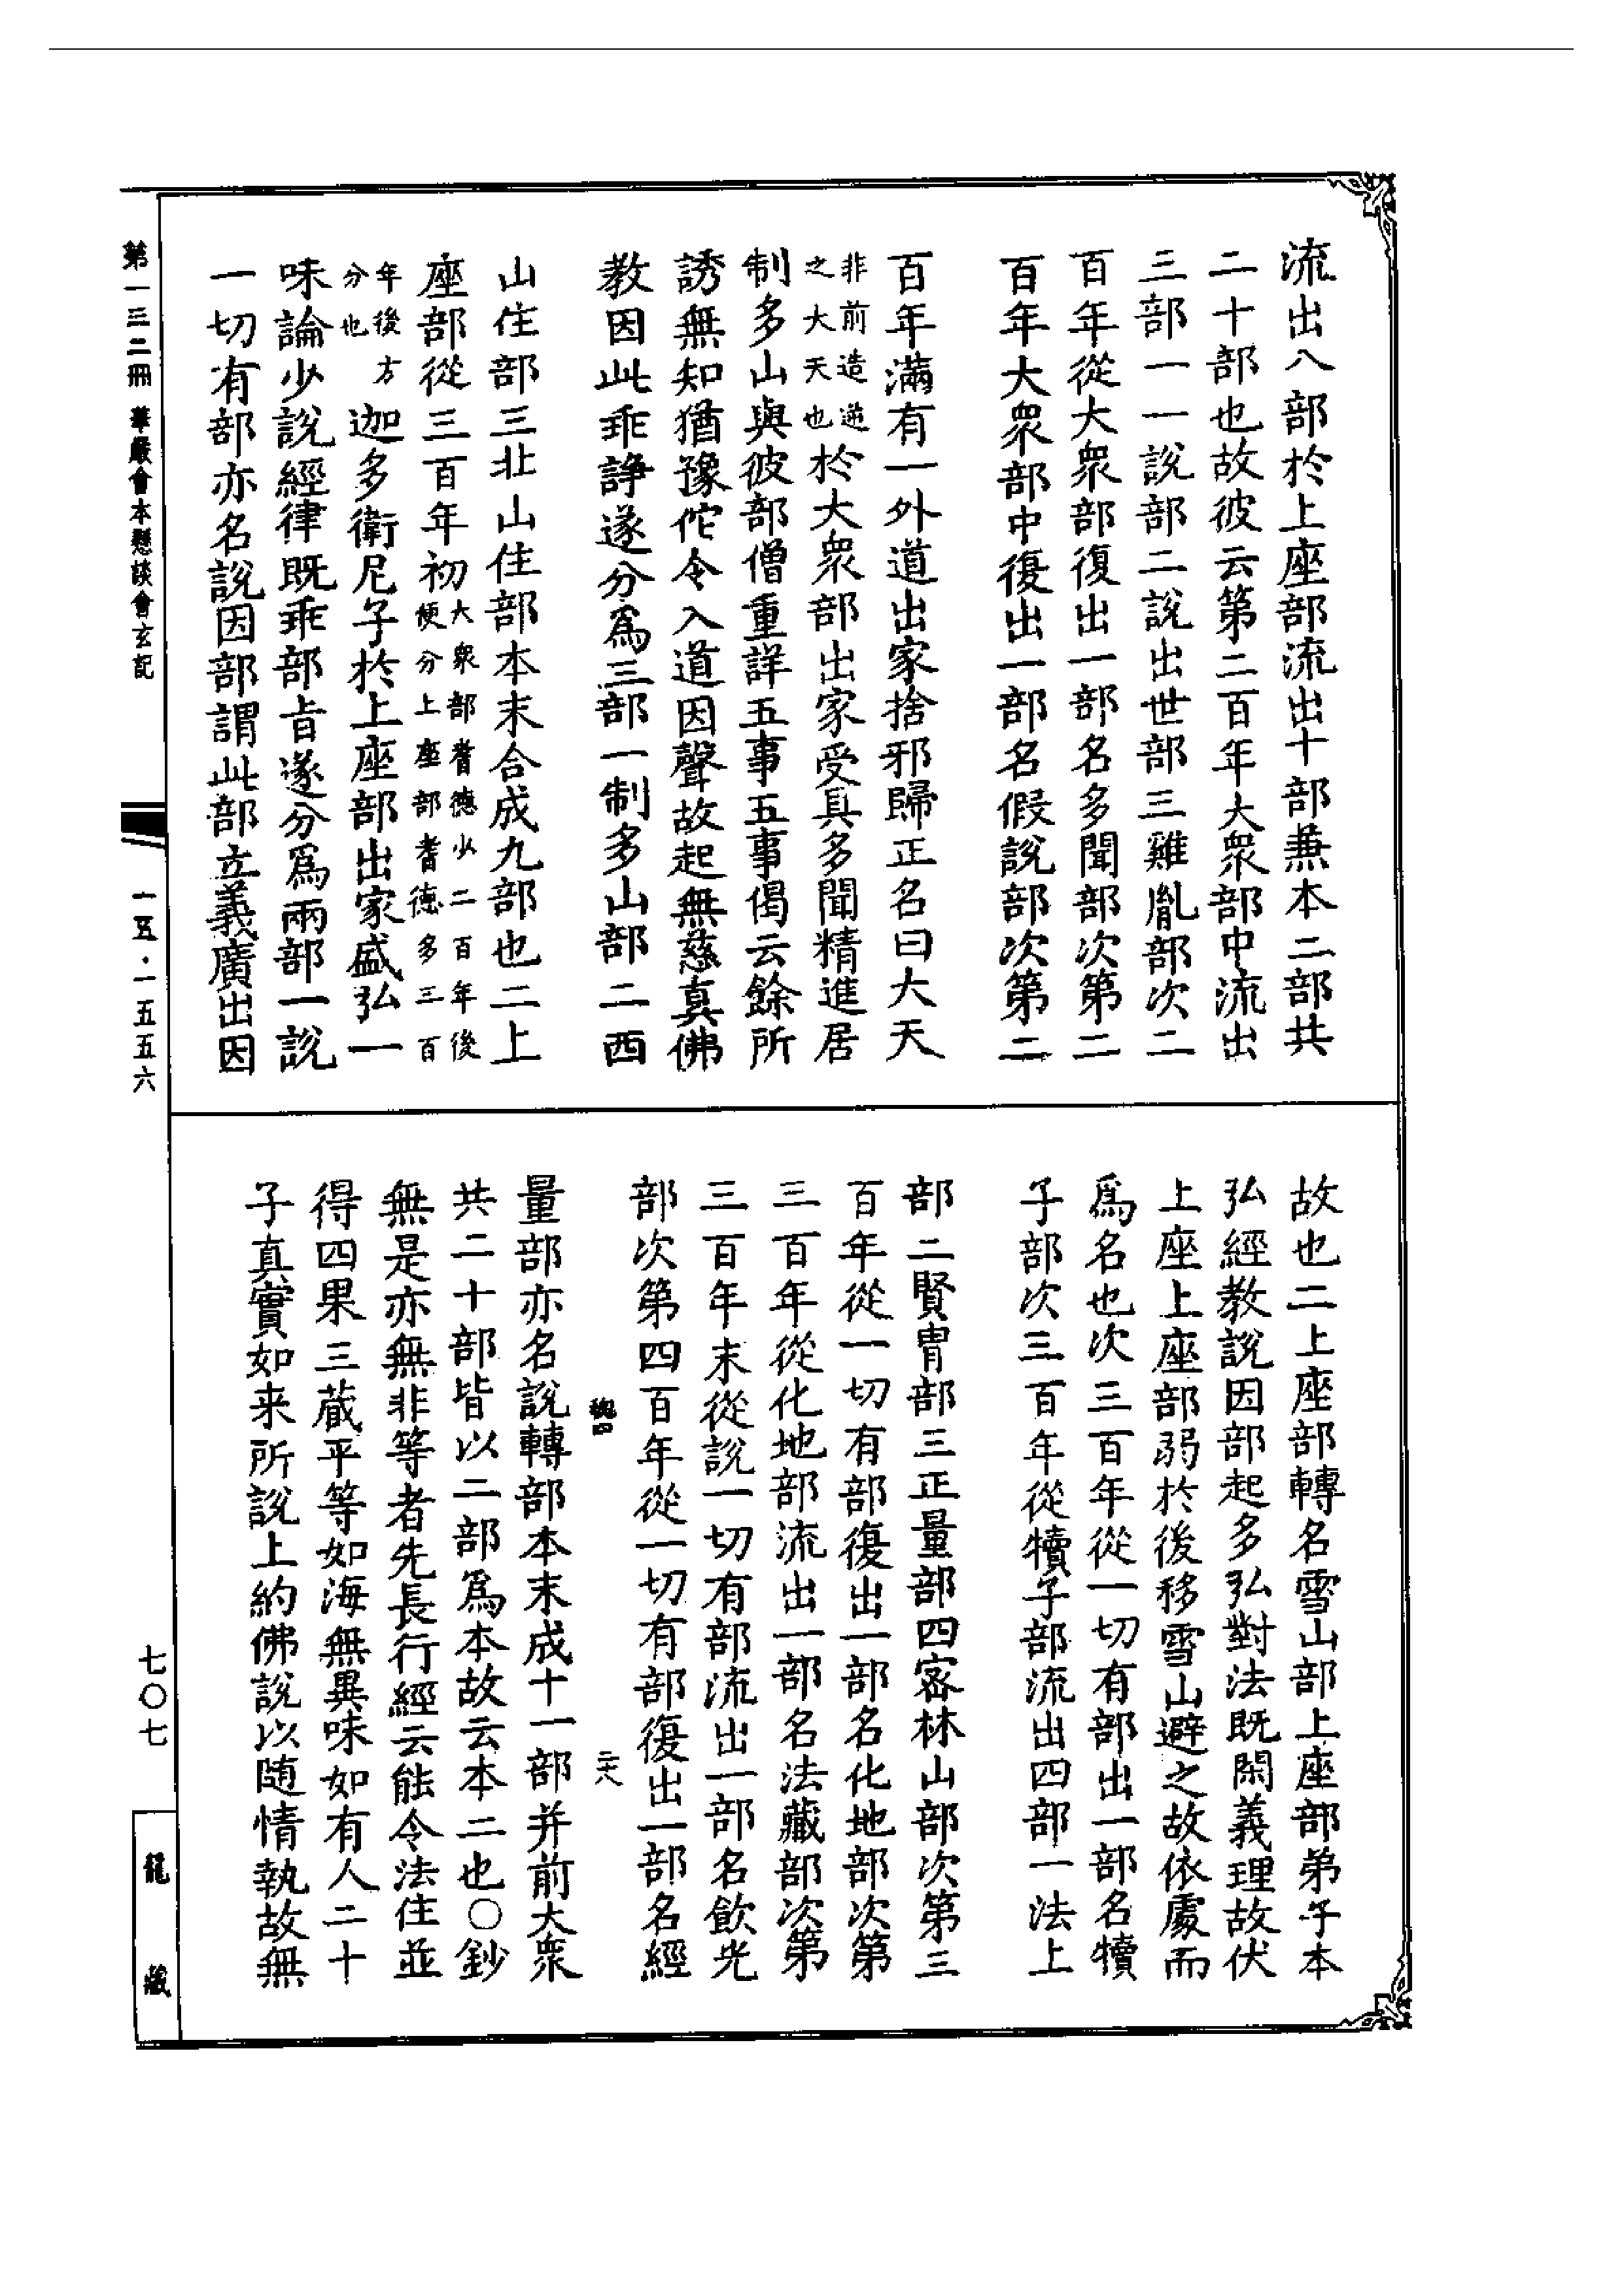 流出八部於上座部流出十部兼本二部共
二十部也故彼云第二百年大衆部中流出
三部一一說部二說出世部三雞胤部次二
百年從大衆部復出一部名多聞部次第二
百年大衆部中復出一部名假說部次第二
百年滿有一外道出家捨邪歸正名曰大天
非前造逆
之大天也
於大衆部出家受具多聞精進居
制多山與彼部僧重詳五事五事偈云餘所
誘無知猶豫佗令入道因聲故起無慈真佛
教因此乖諍遂分爲三部一制多山部二西
山住部三北山住部本末合成九部也二上
座部從三百年初
大衆部耆德少二百年後
便分上座部耆德多三百
年後方
分也
迦多衛尼子於上座部出家盛弘一
味論少說經律既乖部旨遂分爲兩部一說
一切有部亦名說因部謂此部立義廣出因
故也二上座部轉名雪山部上座部弟子本
弘經教說因部起多弘對法既閑義理故伏
上座上座部弱於後移雪山避之故依處而
爲名也次三百年從一切有部出一部名犢
子部次三百年從犢子部流出四部一法上
部二賢冑部三正量部四密林山部次第三
百年從一切有部復出一部名化地部次第
三百年從化地部流出一部名法藏部次第
三百年末從說一切有部流出一部名飲光
部次第四百年從一切有部復出一部名經
量部亦名說轉部本末成十一部并前大衆
共二十部皆以二部爲本故云本二也〇鈔
無是亦無非等者先長行經云能令法住並
得四果三藏平等如海無異味如有人二十
子真實如来所說上約佛說以随情執故無
第一三二冊 華嚴會本懸談會玄記
一五·一五五六
七〇七
龍藏